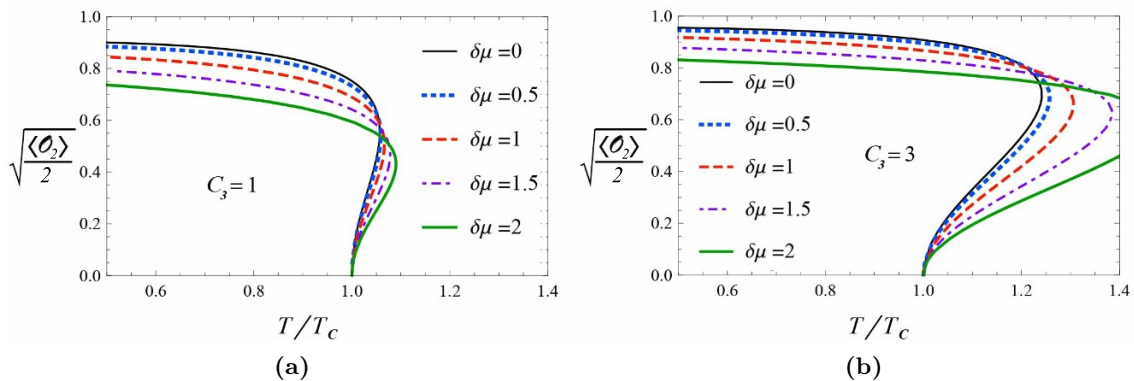 1.0
0.8
0.6
0.4
0.2
0.0
√⟨𝒪₂⟩/2
δμ =0
δμ =0.5
δμ =1
δμ =1.5
δμ =2
C₃ = 1
0.6 0.8 1.0 1.2 1.4
T/T_C
(a)
1.0
0.8
0.6
0.4
0.2
0.0
√⟨𝒪₂⟩/2
δμ =0
δμ =0.5
δμ =1
δμ =1.5
δμ =2
C₃ = 3
0.6 0.8 1.0 1.2 1.4
T/T_C
(b)